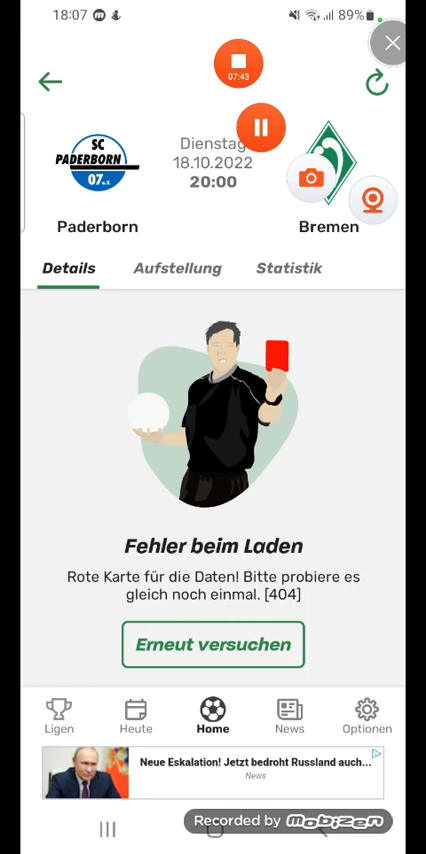 18:07
89%
07:43
SC
PADERBORN
07 e.V.
Dienstag
18.10.2022
20:00
Paderborn
Bremen
Details Aufstellung Statistik
Fehler beim Laden
Rote Karte für die Daten! Bitte probiere es
gleich noch einmal. [404]
Erneut versuchen
Ligen Heute Home News Optionen
Neue Eskalation! Jetzt bedroht Russland auch...
News
Recorded by mobizen